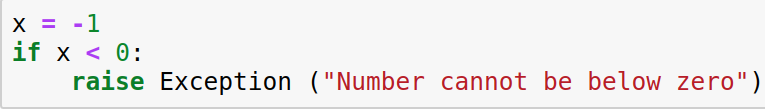 x = -1
if x < 0:
    raise Exception ("Number cannot be below zero")